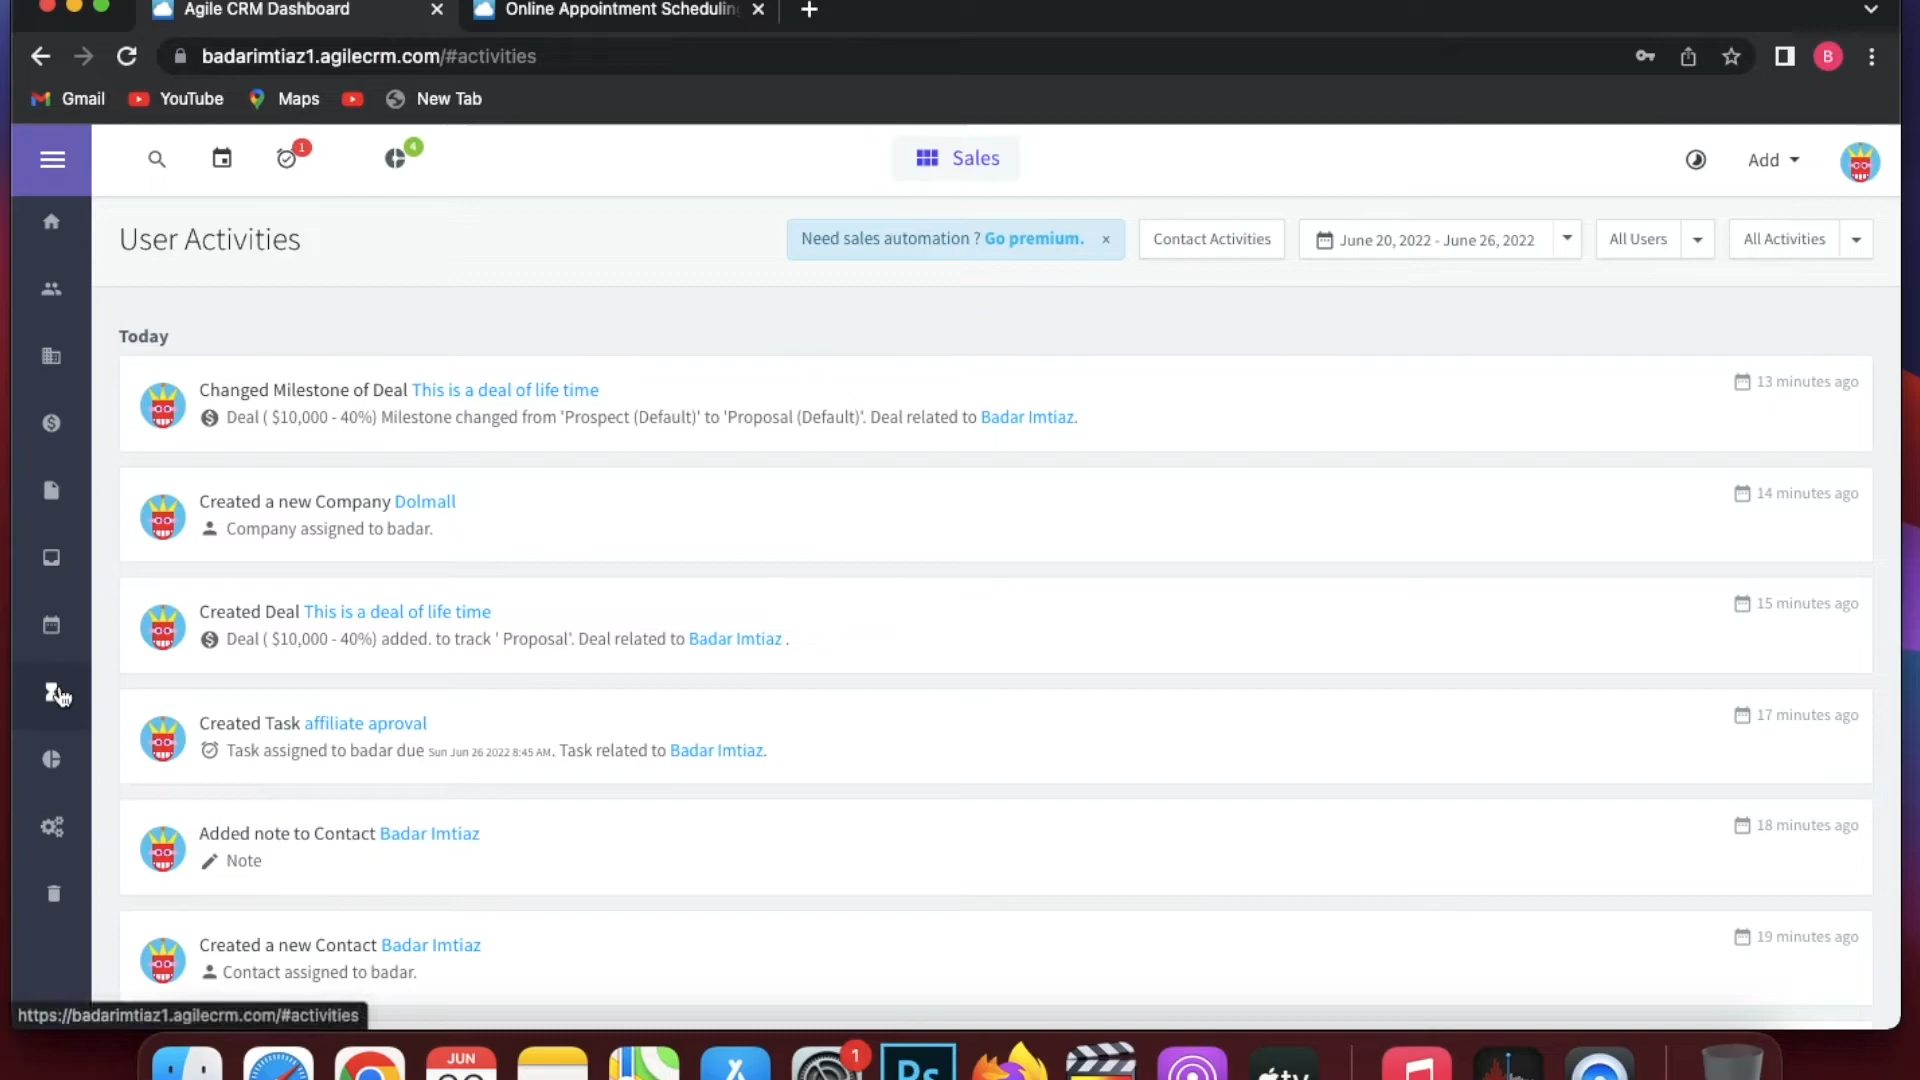 Agile CRM Dashboard
Online Appointment Schedulin
badarimtiaz1.agilecrm.com/#activities
B
Gmail
YouTube
Maps
New Tab
1
4
Sales
Add
User Activities
Need sales automation ? Go premium. ×
Contact Activities
June 20, 2022 - June 26, 2022
All Users
All Activities
Today
Changed Milestone of Deal This is a deal of life time
13 minutes ago
Deal ( $10,000 - 40%) Milestone changed from 'Prospect (Default)' to 'Proposal (Default)'. Deal related to Badar Imtiaz.
Created a new Company Dolmall
14 minutes ago
Company assigned to badar.
Created Deal This is a deal of life time
15 minutes ago
Deal ( $10,000 - 40%) added. to track ' Proposal'. Deal related to Badar Imtiaz .
Created Task affiliate aproval
17 minutes ago
Task assigned to badar due Sun Jun 26 2022 8:45 AM. Task related to Badar Imtiaz.
Added note to Contact Badar Imtiaz
18 minutes ago
Note
Created a new Contact Badar Imtiaz
19 minutes ago
Contact assigned to badar.
https://badarimtiaz1.agilecrm.com/#activities
JUN
1
Ps
tv